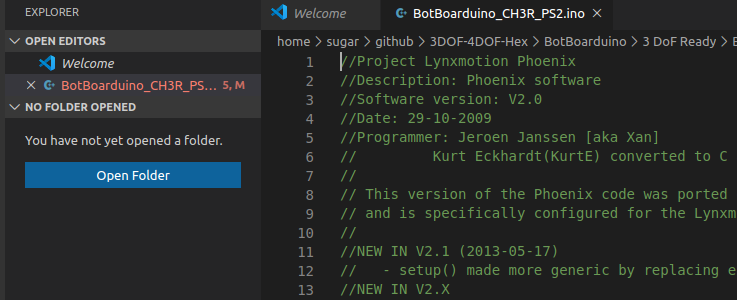 EXPLORER
OPEN EDITORS
Welcome
BotBoarduino_CH3R_PS... 5, M
NO FOLDER OPENED
You have not yet opened a folder.
Open Folder
Welcome
BotBoarduino_CH3R_PS2.ino
home > sugar > github > 3DOF-4DOF-Hex > BotBoarduino > 3 DoF Ready >
1 //Project Lynxmotion Phoenix
2 //Description: Phoenix software
3 //Software version: V2.0
4 //Date: 29-10-2009
5 //Programmer: Jeroen Janssen [aka Xan]
6 // Kurt Eckhardt(KurtE) converted to C
7 //
8 // This version of the Phoenix code was ported
9 // and is specifically configured for the Lynxm
10 //
11 //NEW IN V2.1 (2013-05-17)
12 // - setup() made more generic by replacing e
13 //NEW IN V2.X